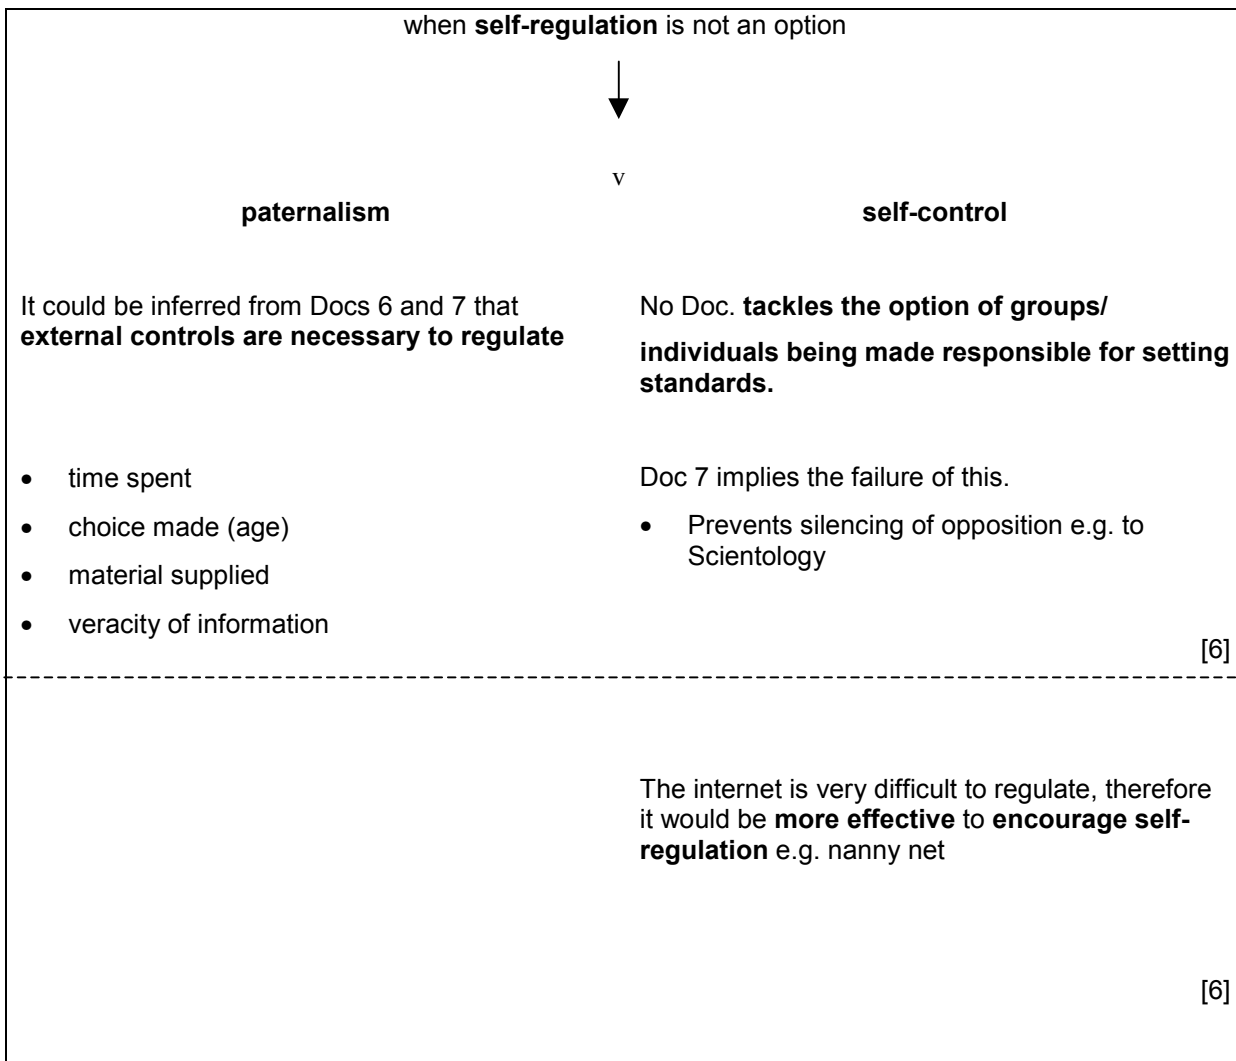 when self-regulation is not an option
v
paternalism
self-control
It could be inferred from Docs 6 and 7 that
external controls are necessary to regulate
• time spent
• choice made (age)
• material supplied
• veracity of information
No Doc. tackles the option of groups/
individuals being made responsible for setting
standards.
Doc 7 implies the failure of this.
• Prevents silencing of opposition e.g. to
Scientology
[6]
The internet is very difficult to regulate, therefore
it would be more effective to encourage self-
regulation e.g. nanny net
[6]